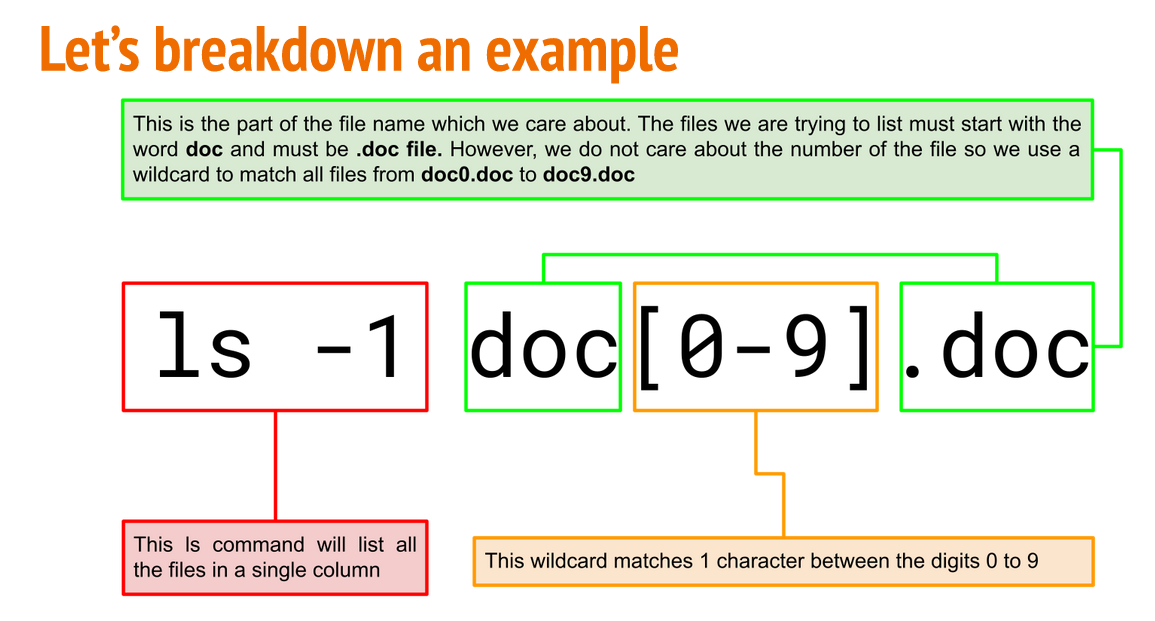 Let's breakdown an example
This is the part of the file name which we care about. The files we are trying to list must start with the
word doc and must be .doc file. However, we do not care about the number of the file so we use a
wildcard to match all files from doc0.doc to doc9.doc
ls -1 doc[0-9].doc
This ls command will list all
the files in a single column
This wildcard matches 1 character between the digits 0 to 9